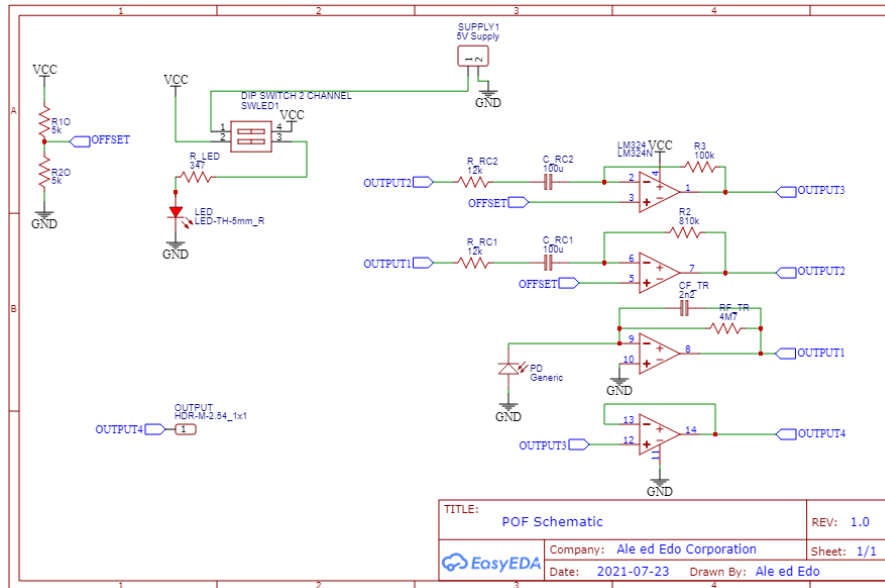 1
2
3
4
A
B
SUPPLY1
5V Supply
1
2
GND
VCC
R1O
5k
OFFSET
R2O
5k
GND
VCC
DIP SWITCH 2 CHANNEL
SWLED1
VCC
1
2
4
3
R_LED
347
LED
LED-TH-5mm_R
GND
OUTPUT2
R_RC2
12k
C_RC2
100u
OFFSET
LM324
LM324N
VCC
4
2
3
1
R3
100k
OUTPUT3
OUTPUT1
R_RC1
12k
C_RC1
100u
OFFSET
6
5
7
R2
810k
OUTPUT2
CF_TR
2n2
RF_TR
4M7
9
10
8
OUTPUT1
GND
PD
Generic
GND
OUTPUT
HDR-M-2.54_1x1
OUTPUT4
1
13
12
14
11
OUTPUT3
OUTPUT4
GND
TITLE:
POF Schematic
REV: 1.0
EasyEDA
Company: Ale ed Edo Corporation
Sheet: 1/1
Date: 2021-07-23 Drawn By: Ale ed Edo
1
2
3
4